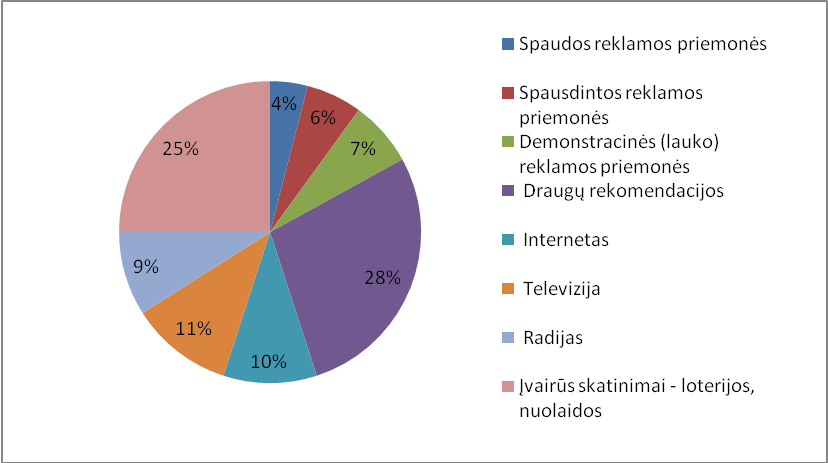 4%
6%
7%
28%
10%
11%
9%
25%
Spaudos reklamos priemonės
Spausdintos reklamos
priemonės
Demonstracinės (lauko)
reklamos priemonės
Draugų rekomendacijos
Internetas
Televizija
Radijas
Įvairūs skatinimai - loterijos,
nuolaidos